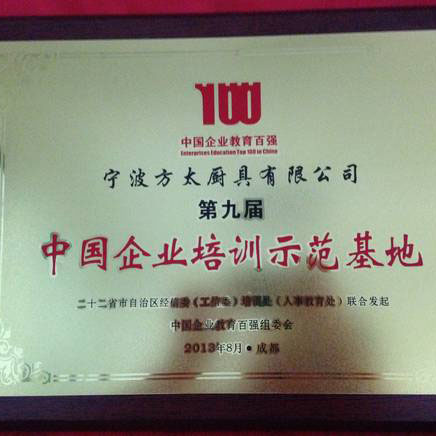 100
中国企业教育百强
Enterprises Education Top 100 in China
宁波方太厨具有限公司
第九届
中国企业培训示范基地
二十二省市自治区经信委（工信委）培训处（人事教育处）联合发起
中国企业教育百强组委会
2013年8月·成都